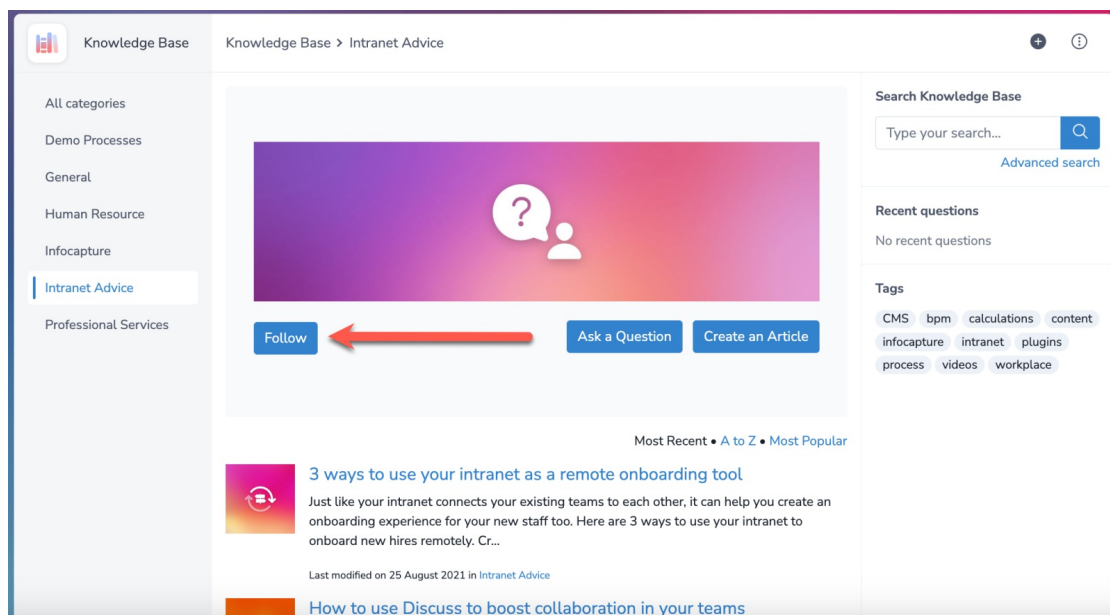 Knowledge Base
Knowledge Base > Intranet Advice
All categories
Demo Processes
General
Human Resource
Infocapture
Intranet Advice
Professional Services
?
Follow
Ask a Question
Create an Article
Most Recent • A to Z • Most Popular
3 ways to use your intranet as a remote onboarding tool
Just like your intranet connects your existing teams to each other, it can help you create an
onboarding experience for your new staff too. Here are 3 ways to use your intranet to
onboard new hires remotely. Cr...
Last modified on 25 August 2021 in Intranet Advice
How to use Discuss to boost collaboration in your teams
Search Knowledge Base
Type your search...
Advanced search
Recent questions
No recent questions
Tags
CMS bpm calculations content
infocapture intranet plugins
process videos workplace